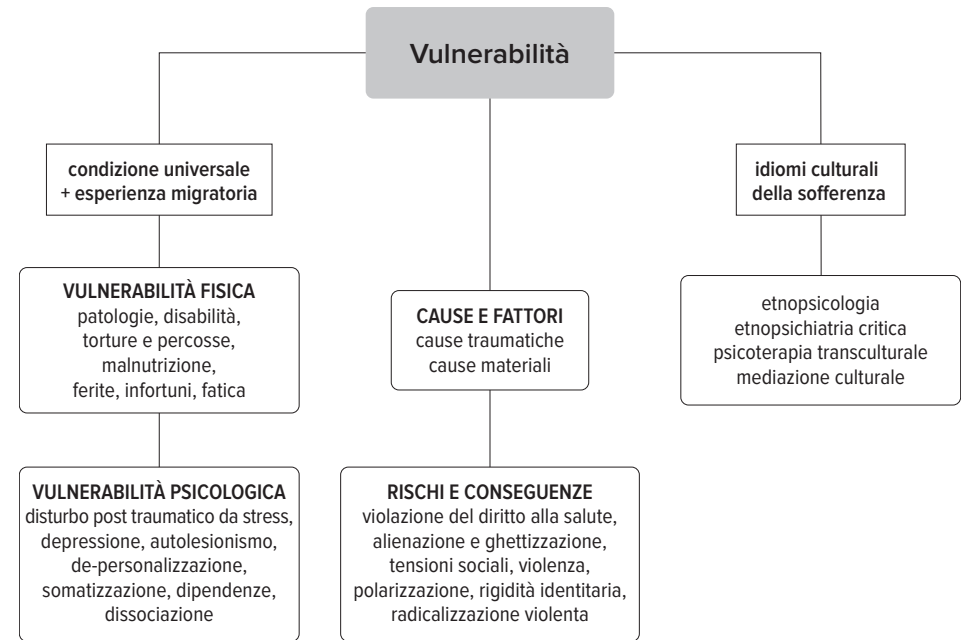 Vulnerabilità
condizione universale
+ esperienza migratoria
VULNERABILITÀ FISICA
patologie, disabilità,
torture e percosse,
malnutrizione,
ferite, infortuni, fatica
VULNERABILITÀ PSICOLOGICA
disturbo post traumatico da stress,
depressione, autolesionismo,
de-personalizzazione,
somatizzazione, dipendenze,
dissociazione
CAUSE E FATTORI
cause traumatiche
cause materiali
RISCHI E CONSEGUENZE
violazione del diritto alla salute,
alienazione e ghettizzazione,
tensioni sociali, violenza,
polarizzazione, rigidità identitaria,
radicalizzazione violenta
idiomi culturali
della sofferenza
etnopsicologia
etnopsichiatria critica
psicoterapia transculturale
mediazione culturale